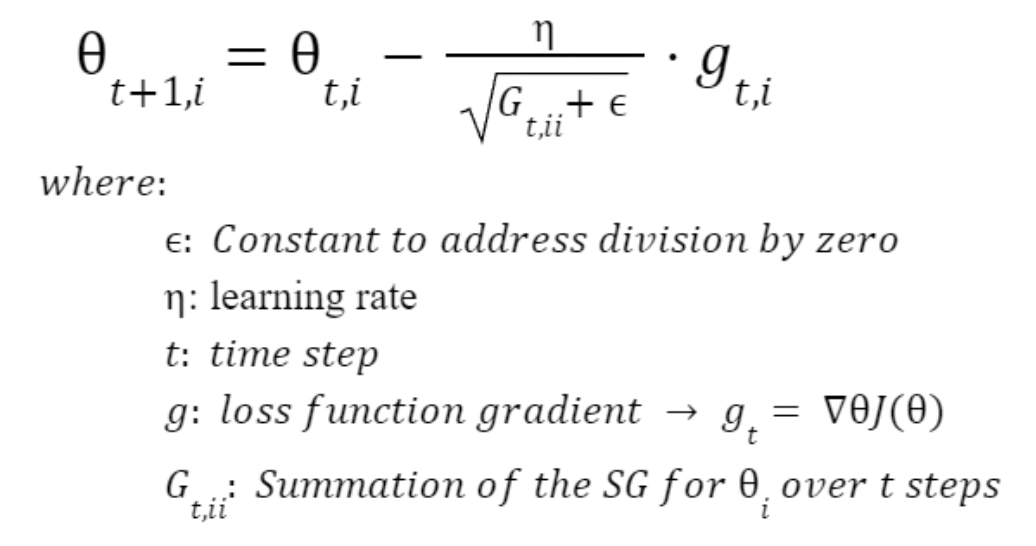 θ_{t+1,i} = θ_{t,i} − η / √(G_{t,ii} + ϵ) · g_{t,i}
where:
ϵ: Constant to address division by zero
η: learning rate
t: time step
g: loss function gradient → g_t = ∇θJ(θ)
G_{t,ii}: Summation of the SG for θ_i over t steps